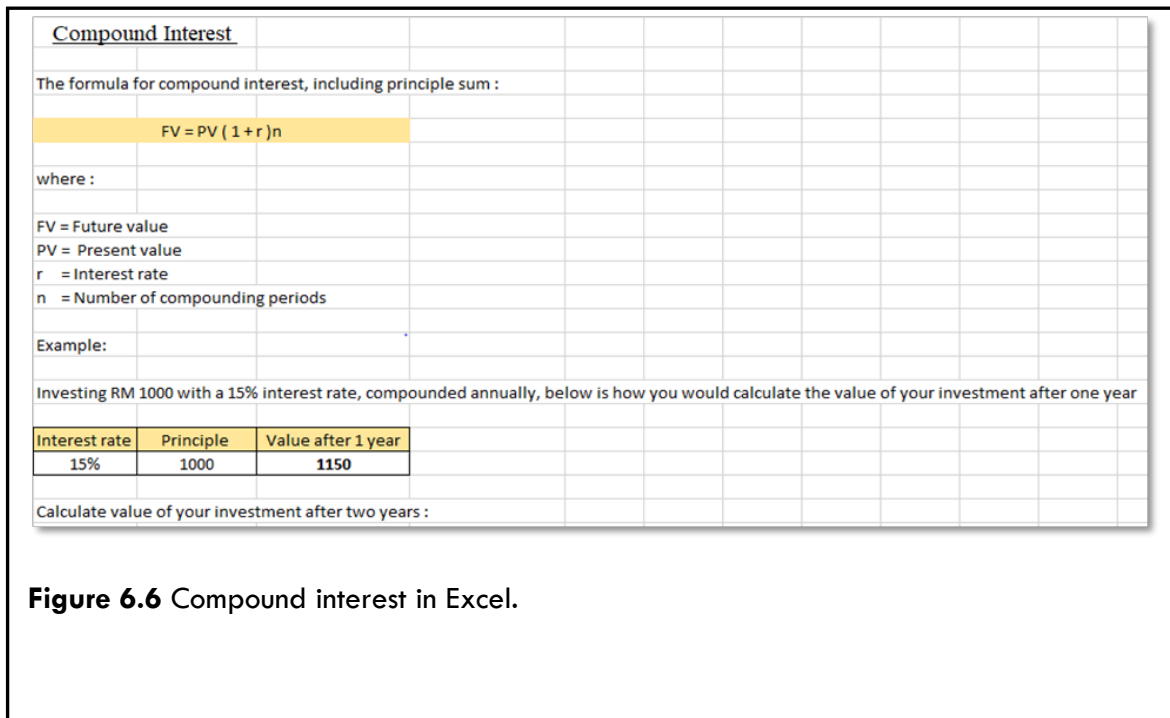 Compound Interest
The formula for compound interest, including principle sum :
FV = PV ( 1 + r )n
where :
FV = Future value
PV = Present value
r = Interest rate
n = Number of compounding periods
Example:
Investing RM 1000 with a 15% interest rate, compounded annually, below is how you would calculate the value of your investment after one year
Interest rate Principle Value after 1 year
15% 1000 1150
Calculate value of your investment after two years :
Figure 6.6 Compound interest in Excel.